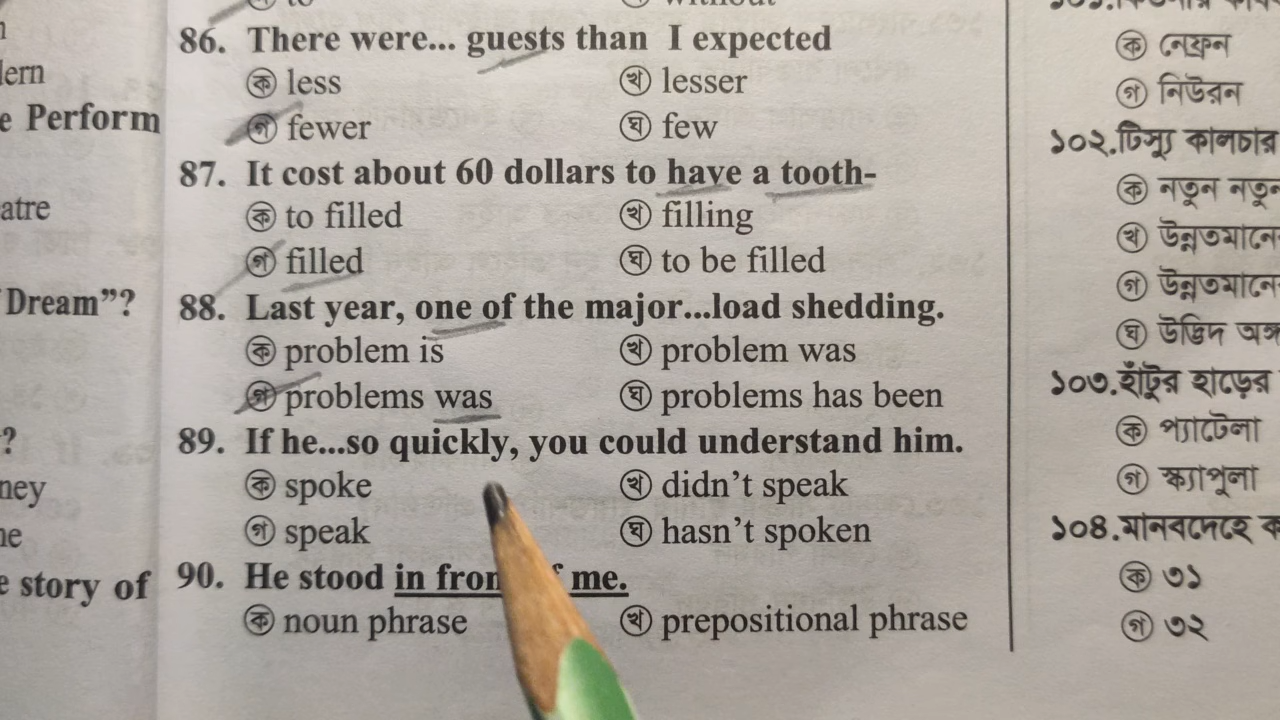 lern
e Perform
atre
Dream”?
?
ney
e story of
without
86. There were... guests than I expected
ক less
খ lesser
গ fewer
ঘ few
87. It cost about 60 dollars to have a tooth-
ক to filled
খ filling
গ filled
ঘ to be filled
88. Last year, one of the major...load shedding.
ক problem is
খ problem was
গ problems was
ঘ problems has been
89. If he...so quickly, you could understand him.
ক spoke
খ didn’t speak
গ speak
ঘ hasn’t spoken
90. He stood in fron me.
ক noun phrase
খ prepositional phrase
ক নেফ্রন
গ নিউরন
১০২. টিস্যু কালচার
ক নতুন নতুন
খ উন্নতমানে
গ উন্নতমানে
ঘ উদ্ভিদ অঙ্গ
১০৩. হাঁটুর হাড়ের
ক প্যাটেলা
গ স্ক্যাপুলা
১০৪. মানবদেহে ক
ক ৩১
গ ৩২